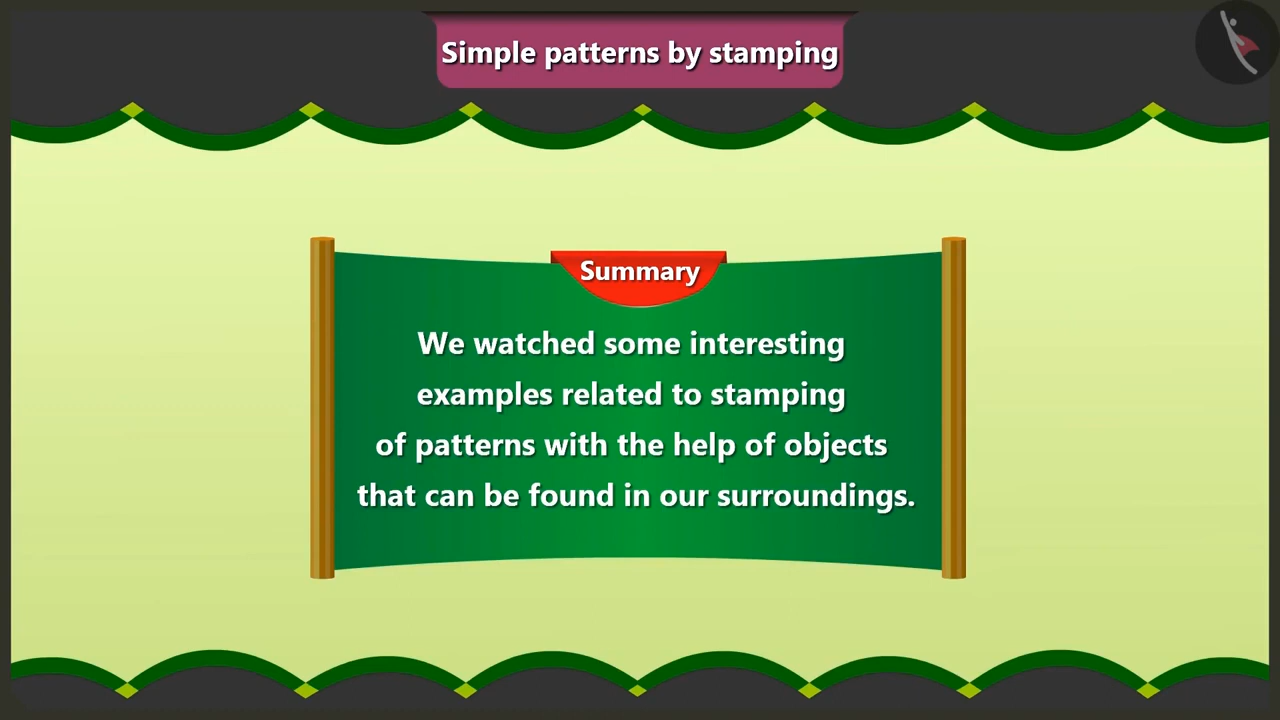 Simple patterns by stamping
Summary
We watched some interesting
examples related to stamping
of patterns with the help of objects
that can be found in our surroundings.